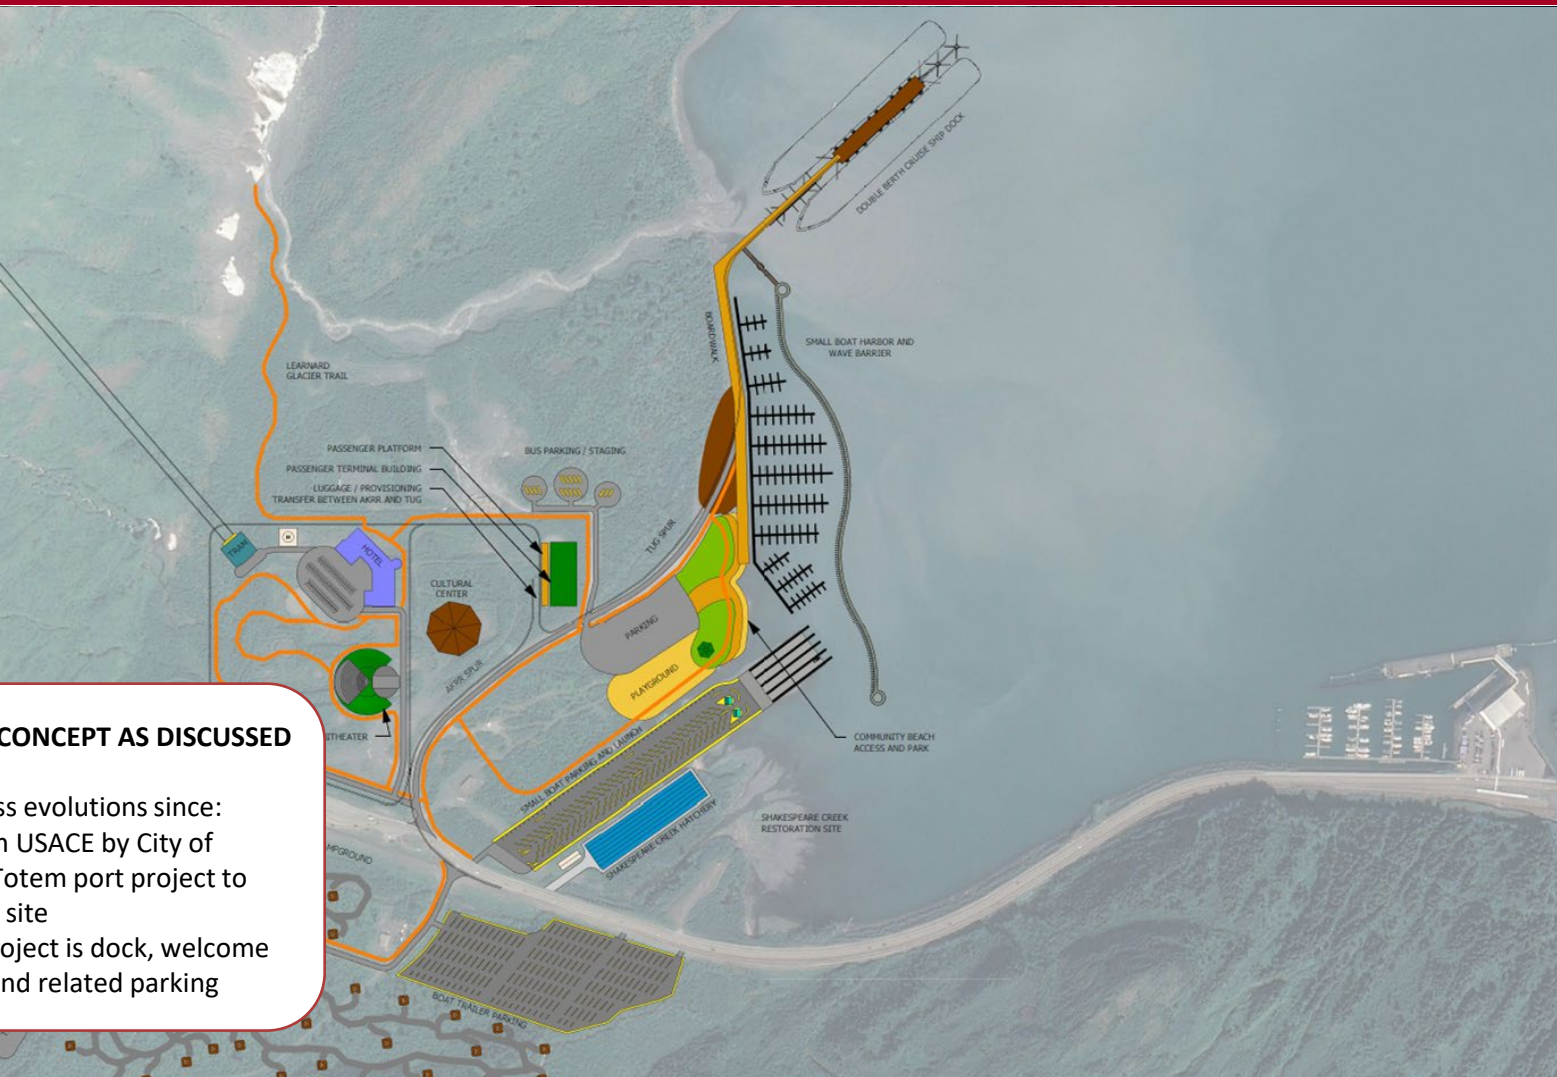 DOUBLE BERTH CRUISE SHIP DOCK
BOARDWALK
SMALL BOAT HARBOR AND
WAVE BARRIER
LEARNARD
GLACIER TRAIL
PASSENGER PLATFORM
PASSENGER TERMINAL BUILDING
LUGGAGE / PROVISIONING
TRANSFER BETWEEN AKRR AND TUG
BUS PARKING / STAGING
TUG SPUR
TRAM
H
HOTEL
CULTURAL
CENTER
PARKING
PLAYGROUND
AKRR SPUR
ITHEATER
COMMUNITY BEACH
ACCESS AND PARK
SMALL BOAT PARKING AND LAUNCH
SHAKESPEARE CREEK HATCHERY
SHAKESPEARE CREEK
RESTORATION SITE
MPGROUND
BOAT TRAILER PARKING
CONCEPT AS DISCUSSED
ss evolutions since:
n USACE by City of
Totem port project to
site
oject is dock, welcome
nd related parking